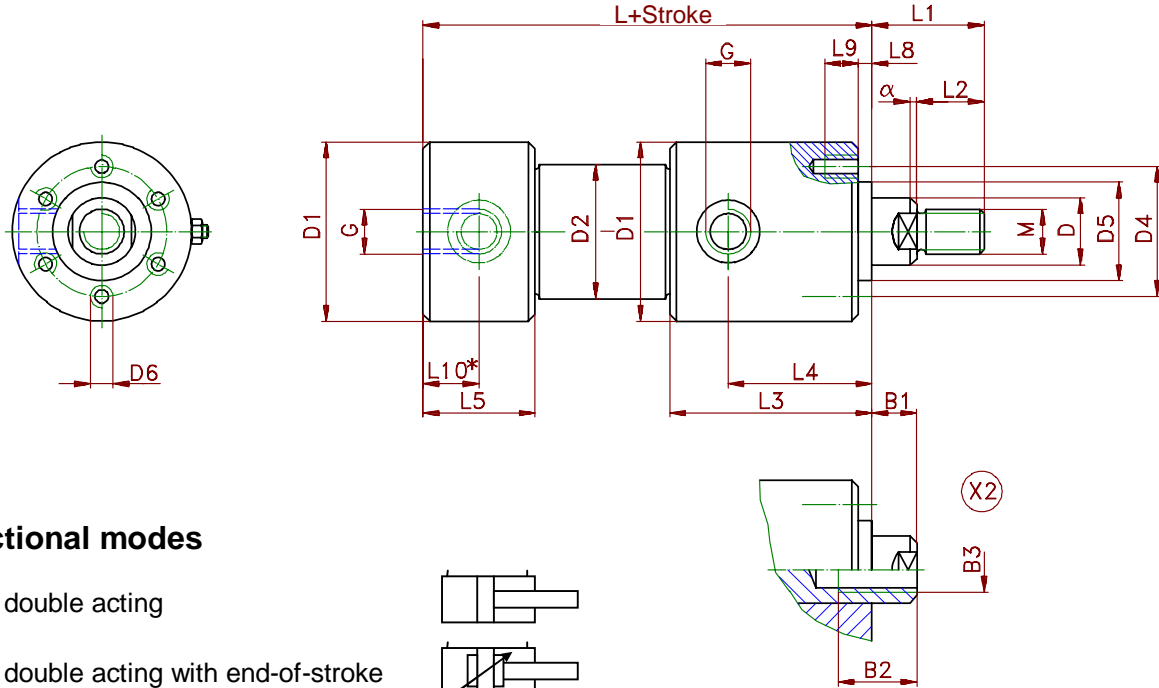 L+Stroke
L1
G
L9
L8
α
L2
D1
G
D2
D1
M
D
D5
D4
D6
L10*
L5
L4
L3
B1
X2
B3
B2
ctional modes
double acting
double acting with end-of-stroke